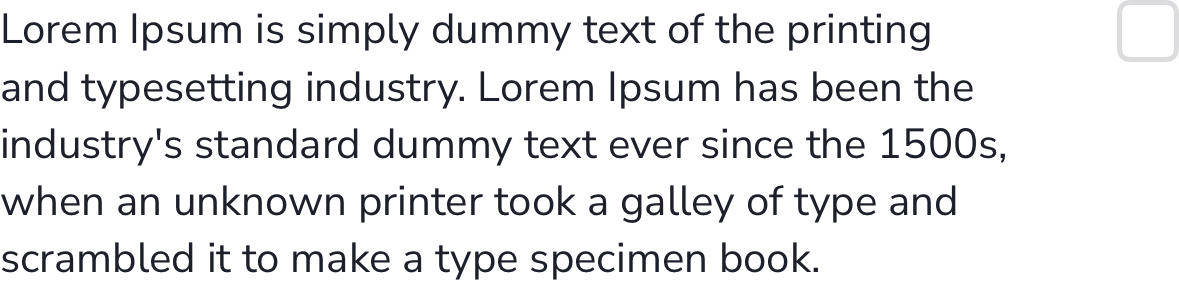 Lorem Ipsum is simply dummy text of the printing
and typesetting industry. Lorem Ipsum has been the
industry's standard dummy text ever since the 1500s,
when an unknown printer took a galley of type and
scrambled it to make a type specimen book.